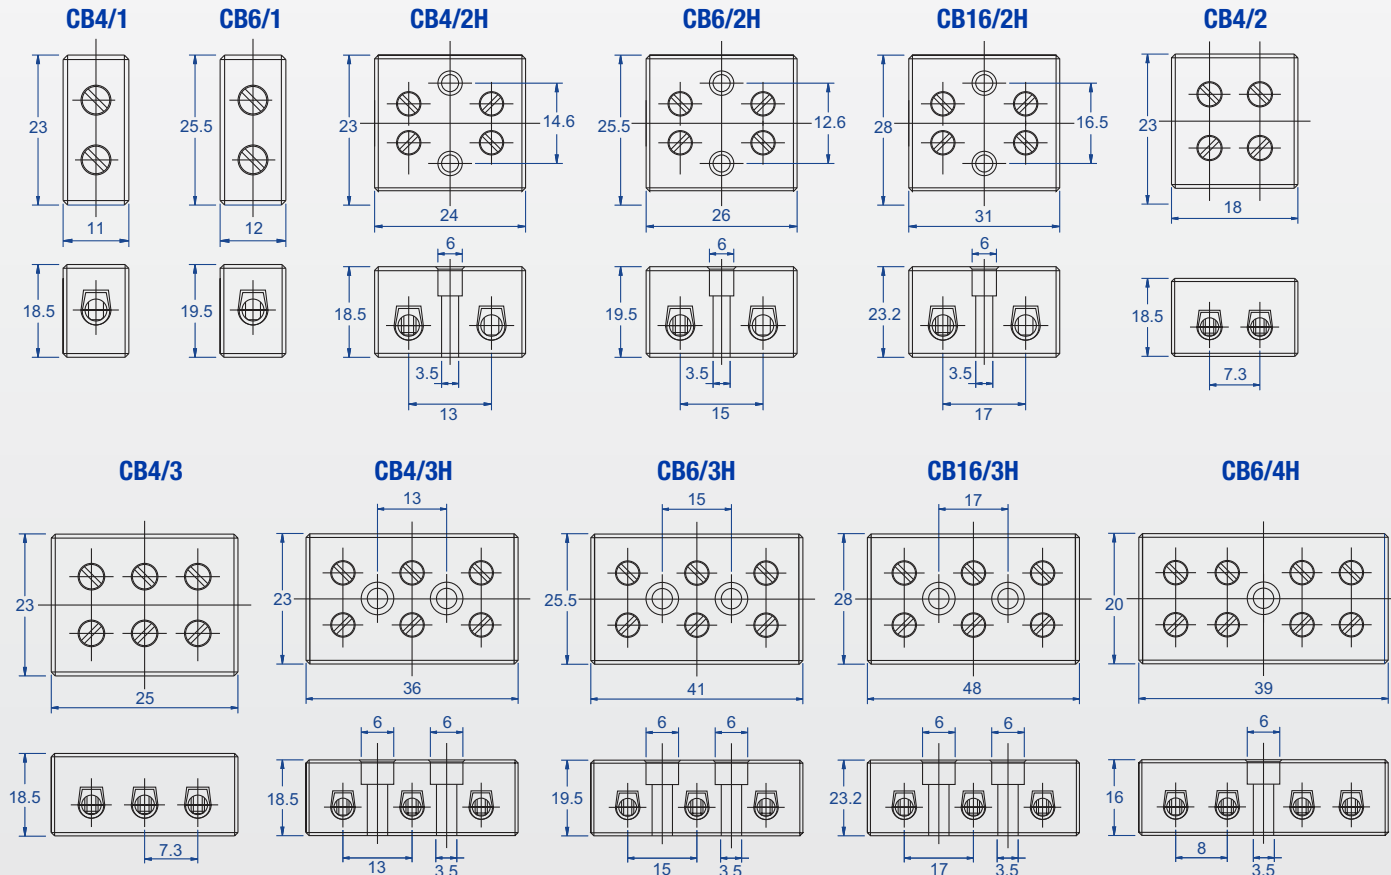 CB4/1 CB6/1 CB4/2H CB6/2H CB16/2H CB4/2
23 25.5 23 14.6 25.5 12.6 28 16.5 23
11 12 24 26 31 18
6 6 6
18.5 19.5 18.5 19.5 23.2 18.5
3.5 3.5 3.5 7.3
13 15 17
CB4/3 CB4/3H CB6/3H CB16/3H CB6/4H
13 15 17
23 23 25.5 28 20
25 36 41 48 39
6 6 6 6 6 6 6
18.5 18.5 19.5 23.2 16
7.3 13 3.5 15 3.5 17 3.5 8 3.5